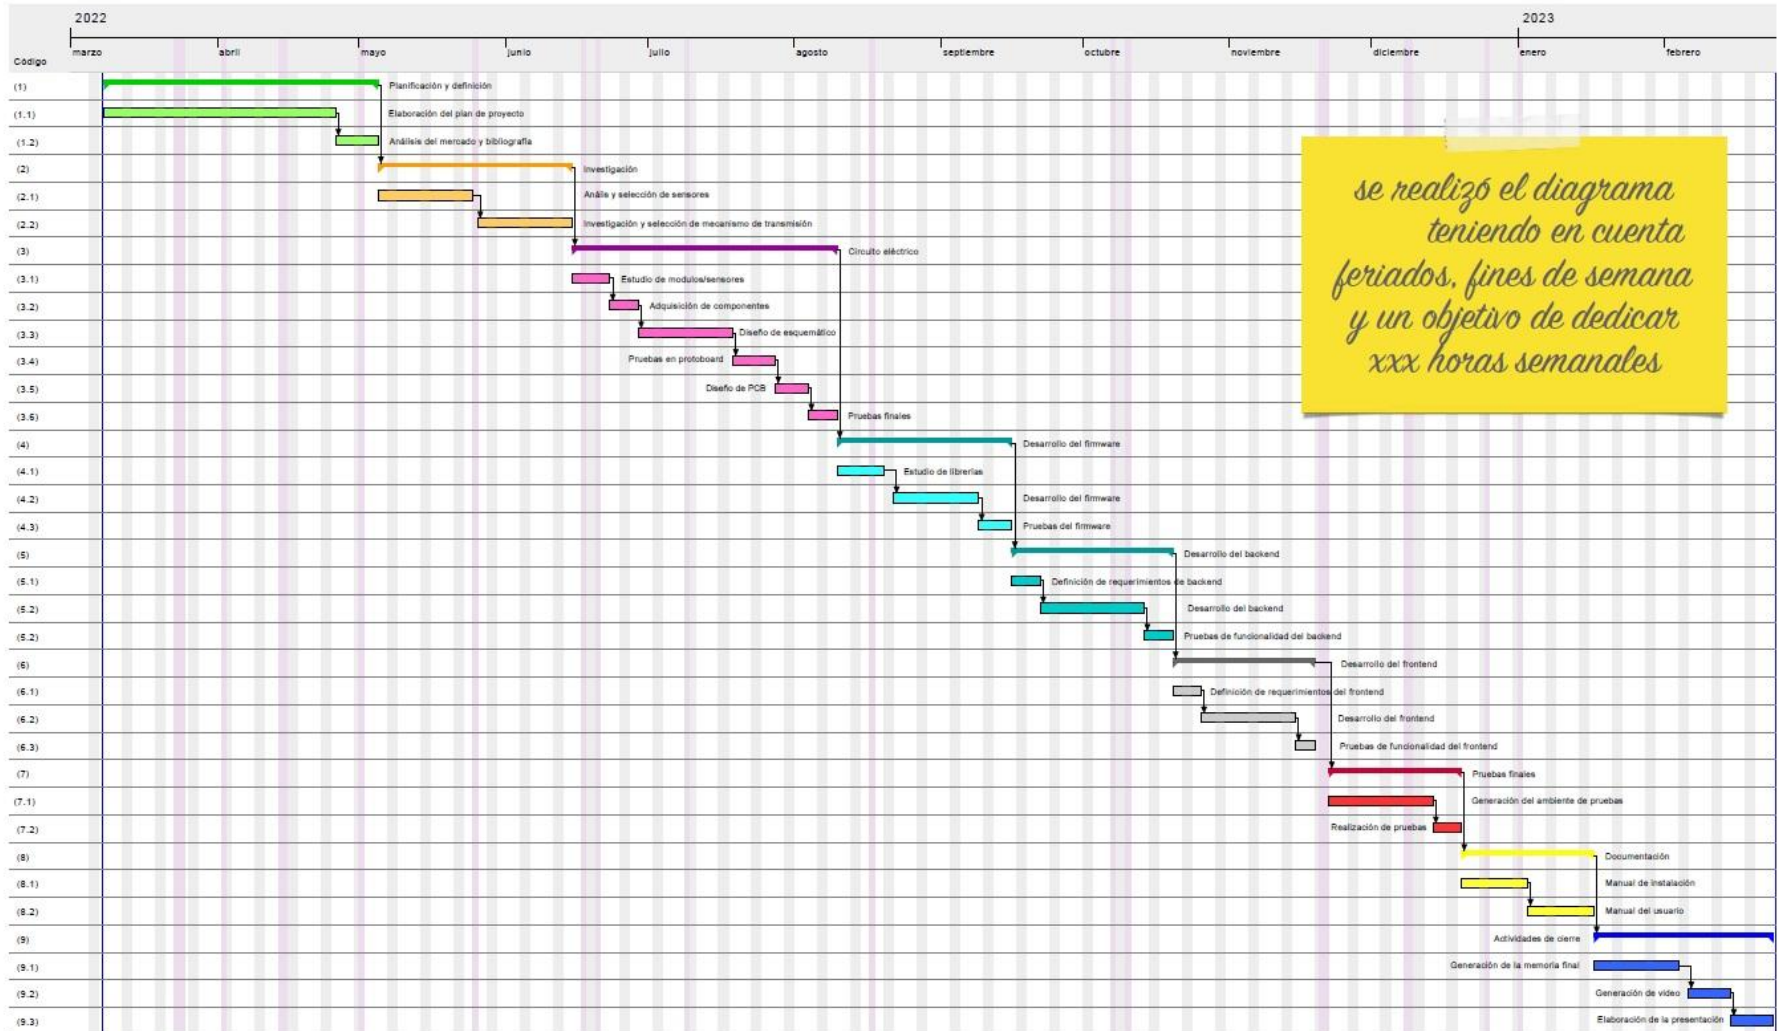 2022 2023
marzo abril mayo junio julio agosto septiembre octubre noviembre diciembre enero febrero
Código
(1) Planificación y definición
(1.1) Elaboración del plan de proyecto
(1.2) Análisis del mercado y bibliografía
(2) Investigación
(2.1) Anális y selección de sensores
(2.2) Investigación y selección de mecanismo de transmisión
(3) Circuito eléctrico
(3.1) Estudio de modulos/sensores
(3.2) Adquisición de componentes
(3.3) Diseño de esquemático
(3.4) Pruebas en protoboard
(3.5) Diseño de PCB
(3.6) Pruebas finales
(4) Desarrollo del firmware
(4.1) Estudio de librerías
(4.2) Desarrollo del firmware
(4.3) Pruebas del firmware
(5) Desarrollo del backend
(5.1) Definición de requerimientos de backend
(5.2) Desarrollo del backend
(5.2) Pruebas de funcionalidad del backend
(6) Desarrollo del frontend
(6.1) Definición de requerimientos del frontend
(6.2) Desarrollo del frontend
(6.3) Pruebas de funcionalidad del frontend
(7) Pruebas finales
(7.1) Generación del ambiente de pruebas
(7.2) Realización de pruebas
(8) Documentación
(8.1) Manual de instalación
(8.2) Manual del usuario
(9) Actividades de cierre
(9.1) Generación de la memoria final
(9.2) Generación de video
(9.3) Elaboración de la presentación
se realizó el diagrama
teniendo en cuenta
feriados, fines de semana
y un objetivo de dedicar
xxx horas semanales